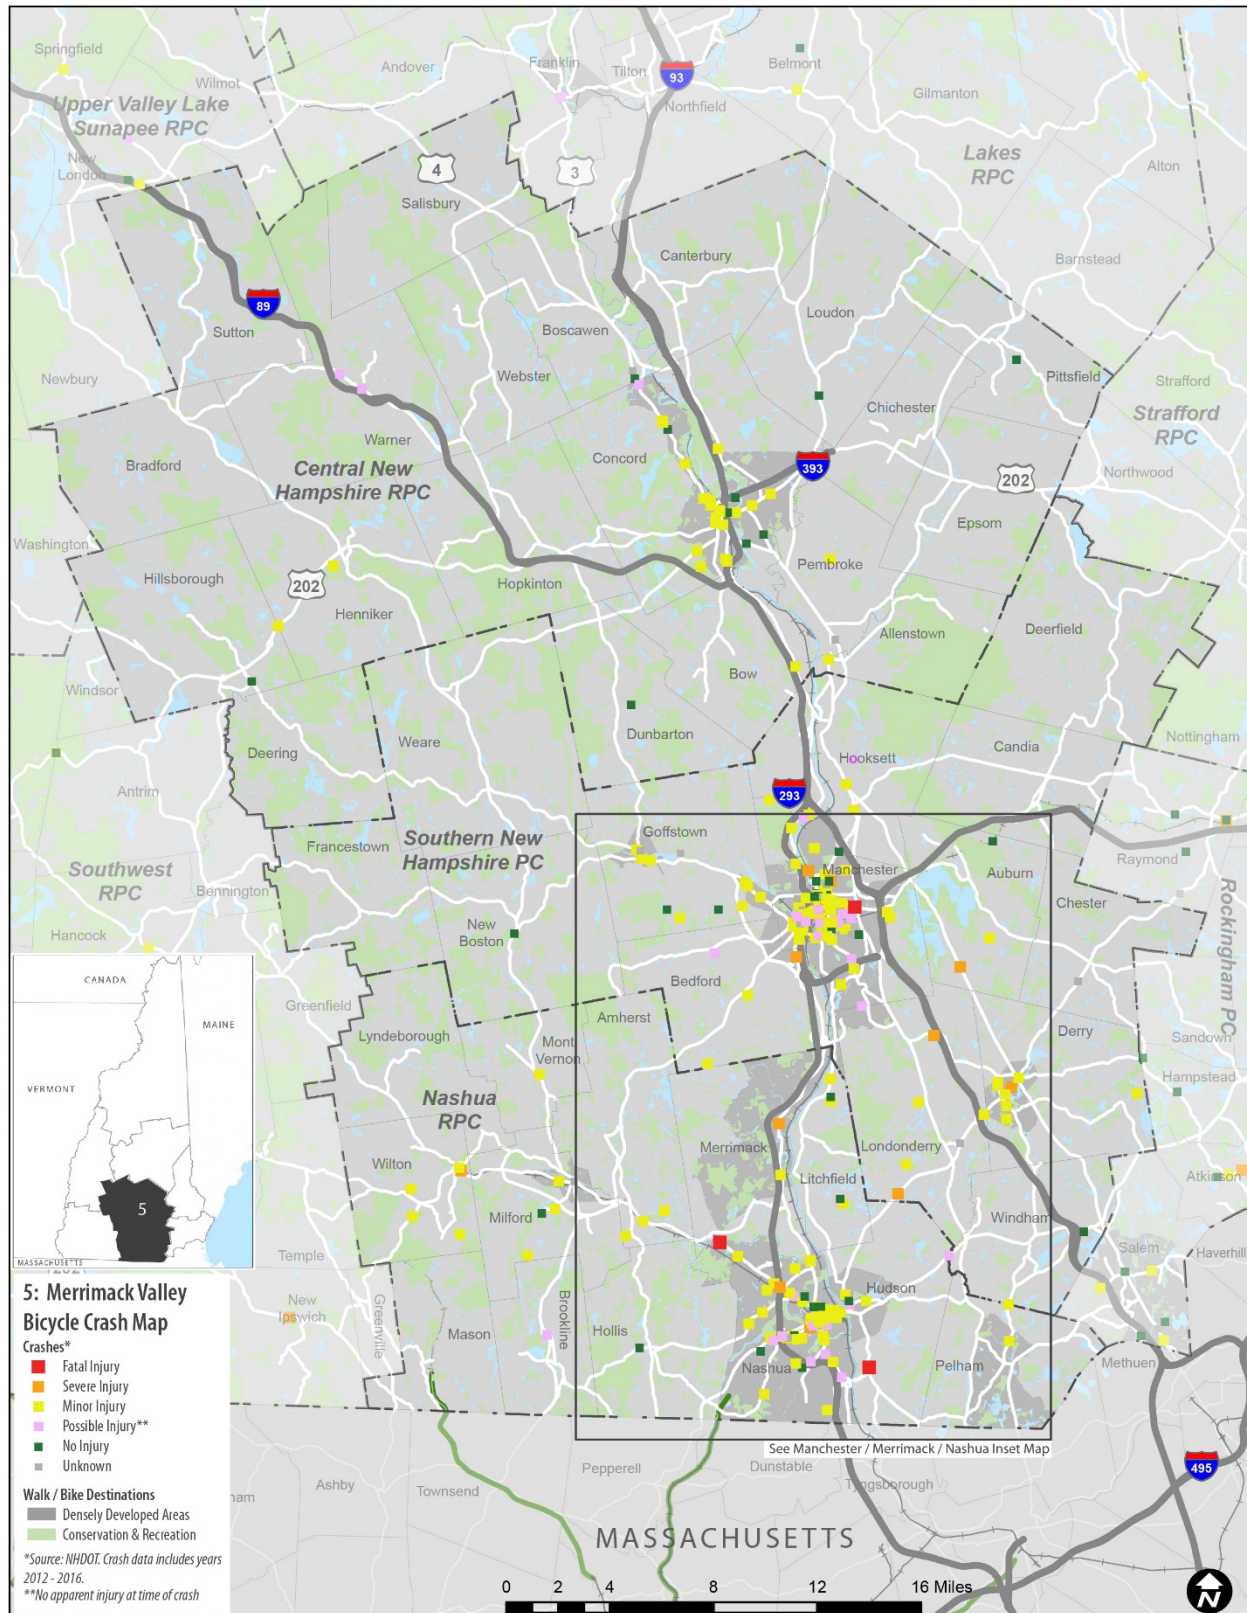 Springfield
Andover
Franklin
Tilton
93
Belmont
Wilmot
Northfield
Gilmanton
Upper Valley Lake
Sunapee RPC
New
London
4
3
Lakes
RPC
Alton
Salisbury
Canterbury
Barnstead
89
Loudon
Sutton
Boscawen
Newbury
Webster
Pittsfield
Strafford
Chichester
Strafford
RPC
Warner
Bradford
Concord
Central New
Hampshire RPC
393
202
Northwood
Epsom
Washington
Hillsborough
202
Hopkinton
Pembroke
Henniker
Allenstown
Deerfield
Windsor
Bow
Dunbarton
Weare
Deering
Hooksett
Candia
Nottingham
Antrim
293
Southern New
Hampshire PC
Goffstown
Francestown
Manchester
Raymond
Southwest
RPC
Auburn
Bennington
Chester
Rockingham PC
Hancock
New
Boston
Bedford
Greenfield
Amherst
Lyndeborough
Mont
Vernon
Derry
Sandown
Hampstead
Nashua
RPC
Merrimack
Londonderry
Wilton
Litchfield
Atkinson
Milford
Windham
Temple
Salem
Haverhill
Hudson
New
Ipswich
Greenville
Mason
Brookline
Hollis
Nashua
Pelham
Methuen
See Manchester / Merrimack / Nashua Inset Map
Pepperell
Dunstable
Tyngsborough
495
Ashby
Townsend
MASSACHUSETTS
CANADA
MAINE
VERMONT
5
MASSACHUSETTS
5: Merrimack Valley
Bicycle Crash Map
Crashes*
Fatal Injury
Severe Injury
Minor Injury
Possible Injury**
No Injury
Unknown
Walk / Bike Destinations
Densely Developed Areas
Conservation & Recreation
*Source: NHDOT. Crash data includes years
2012 - 2016.
**No apparent injury at time of crash
0 2 4 8 12 16 Miles
N